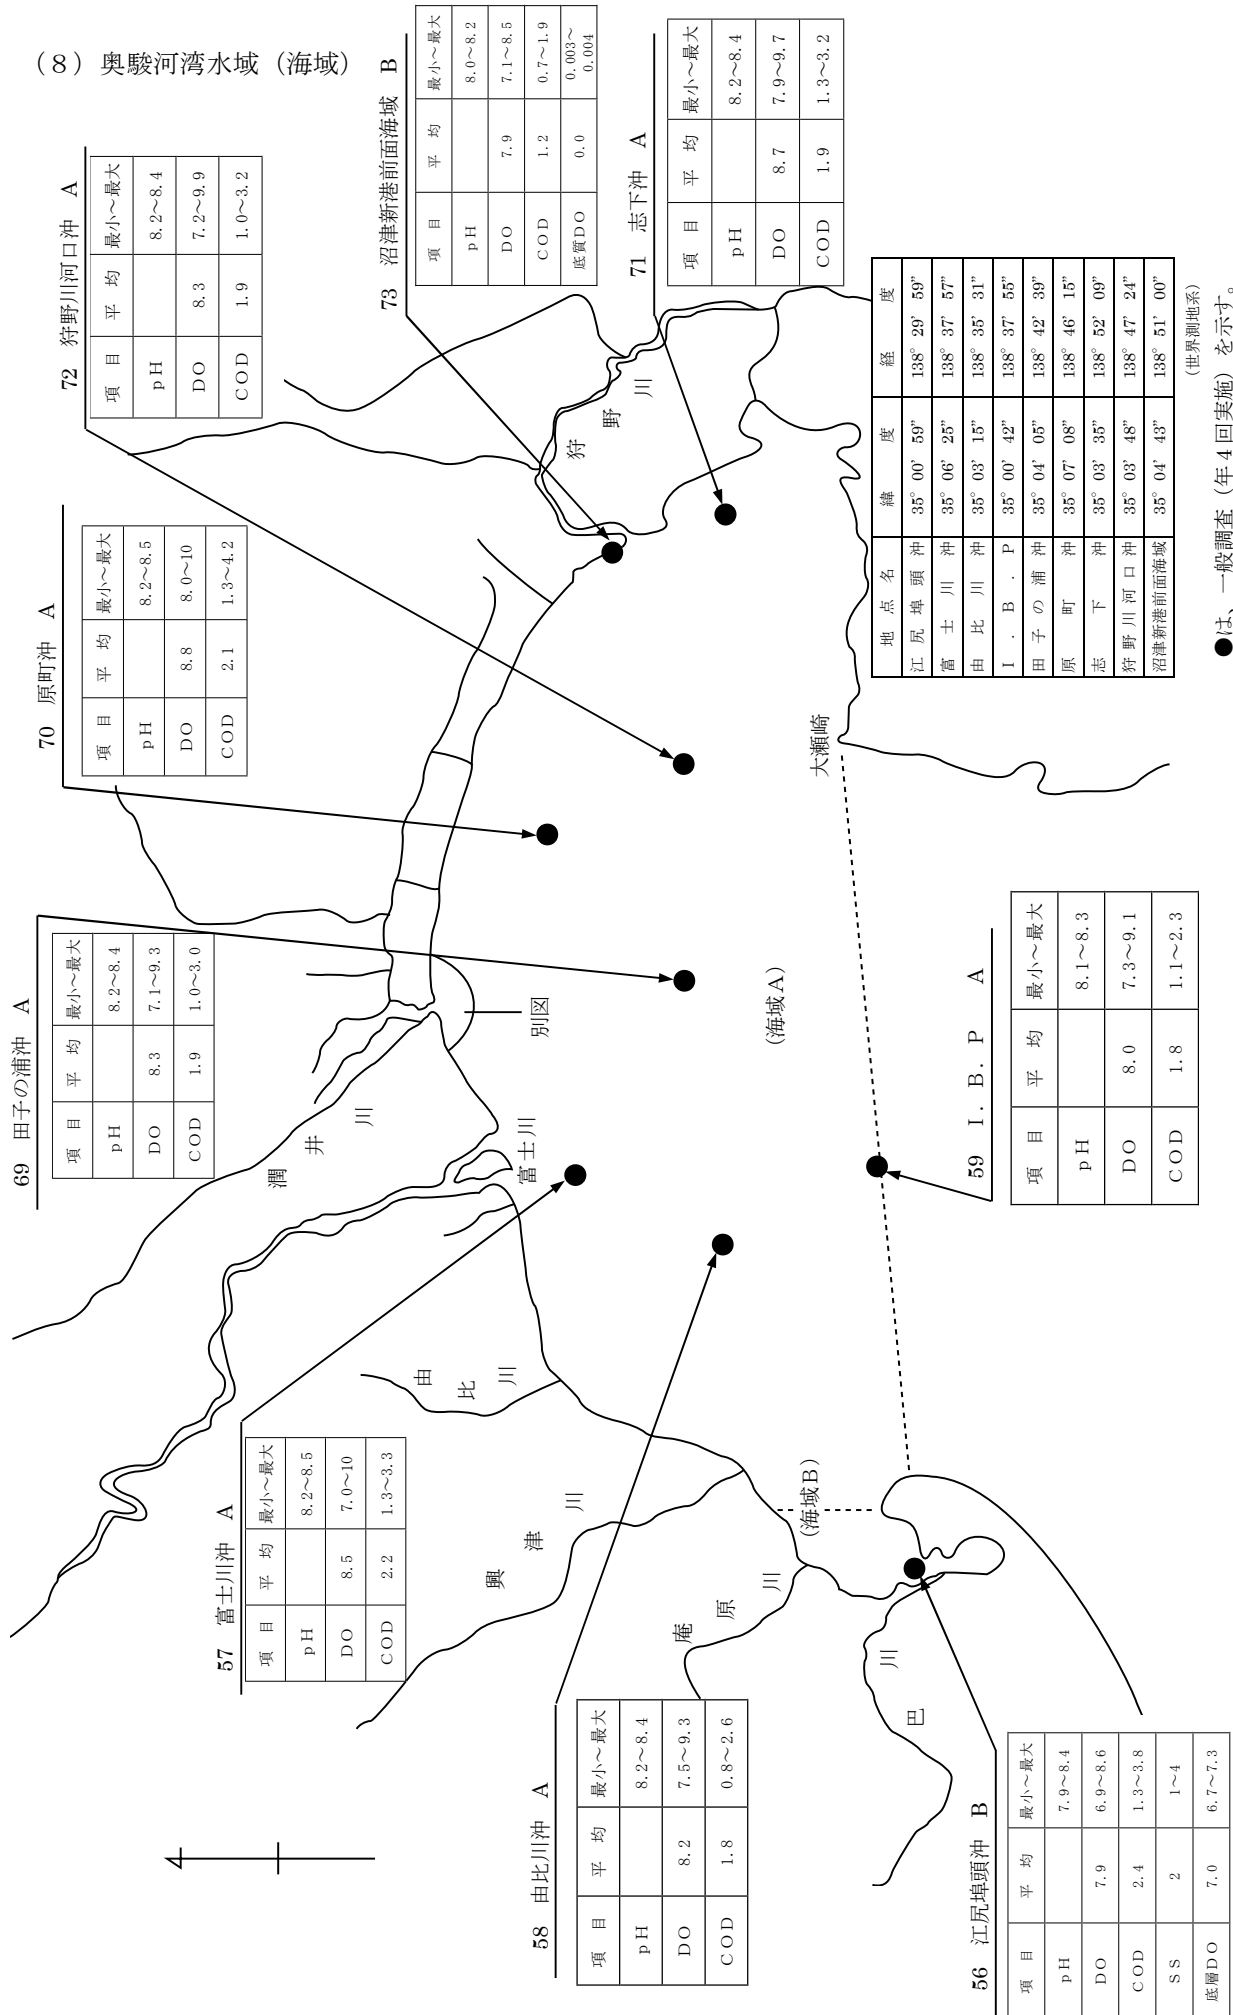 (8) 奥駿河湾水域（海域）
72 狩野川河口沖 A
項 目 平 均 最小～最大
pH 8.2～8.4
DO 8.3 7.2～9.9
COD 1.9 1.0～3.2
73 沼津新港前面海域 B
項 目 平 均 最小～最大
pH 8.0～8.2
DO 7.9 7.1～8.5
COD 1.2 0.7～1.9
底質DO 0.0 0.003～
0.004
71 志下沖 A
項 目 平 均 最小～最大
pH 8.2～8.4
DO 8.7 7.9～9.7
COD 1.9 1.3～3.2
70 原町沖 A
項 目 平 均 最小～最大
pH 8.2～8.5
DO 8.8 8.0～10
COD 2.1 1.3～4.2
69 田子の浦沖 A
項 目 平 均 最小～最大
pH 8.2～8.4
DO 8.3 7.1～9.3
COD 1.9 1.0～3.0
57 富士川沖 A
項 目 平 均 最小～最大
pH 8.2～8.5
DO 8.5 7.0～10
COD 2.2 1.3～3.3
58 由比川沖 A
項 目 平 均 最小～最大
pH 8.2～8.4
DO 8.2 7.5～9.3
COD 1.8 0.8～2.6
56 江尻埠頭沖 B
項 目 平 均 最小～最大
pH 7.9～8.4
DO 7.9 6.9～8.6
COD 2.4 1.3～3.8
SS 2 1～4
底層DO 7.0 6.7～7.3
59 I. B. P A
項 目 平 均 最小～最大
pH 8.1～8.3
DO 8.0 7.3～9.1
COD 1.8 1.1～2.3
狩野川
潤井川
富士川
由比川
興津川
庵原川
巴川
別図
大瀬崎
(海域A)
(海域B)
地 点 名 緯 度 経 度
江尻埠頭沖 35° 00′ 59″ 138° 29′ 59″
富士川沖 35° 06′ 25″ 138° 37′ 57″
由比川沖 35° 03′ 15″ 138° 35′ 31″
I . B . P 35° 00′ 42″ 138° 37′ 55″
田子の浦沖 35° 04′ 05″ 138° 42′ 39″
原町沖 35° 07′ 08″ 138° 46′ 15″
志下沖 35° 03′ 35″ 138° 52′ 09″
狩野川河口沖 35° 03′ 48″ 138° 47′ 24″
沼津新港前面海域 35° 04′ 43″ 138° 51′ 00″
(世界測地系)
●は、一般調査（年4回実施）を示す。